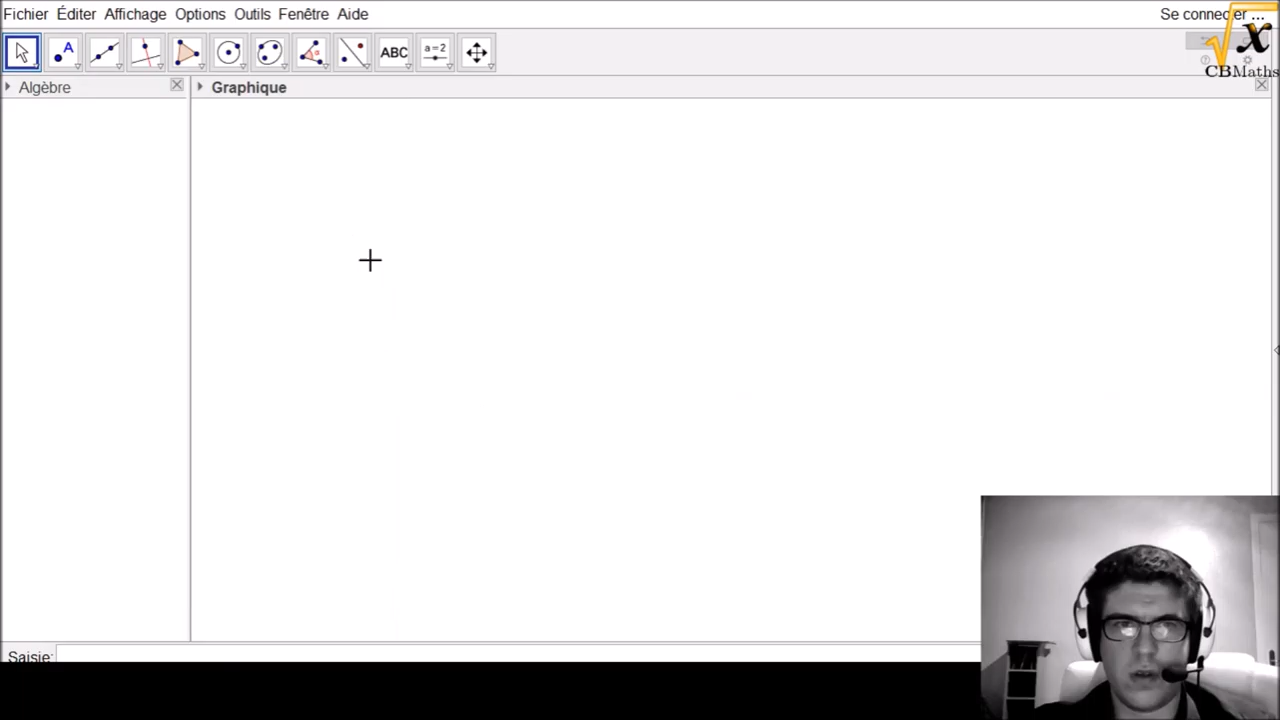 Fichier Éditer Affichage Options Outils Fenêtre Aide
Se connecter ...
A
α
ABC
a=2
x
CBMaths
Algèbre
Graphique
Saisie: